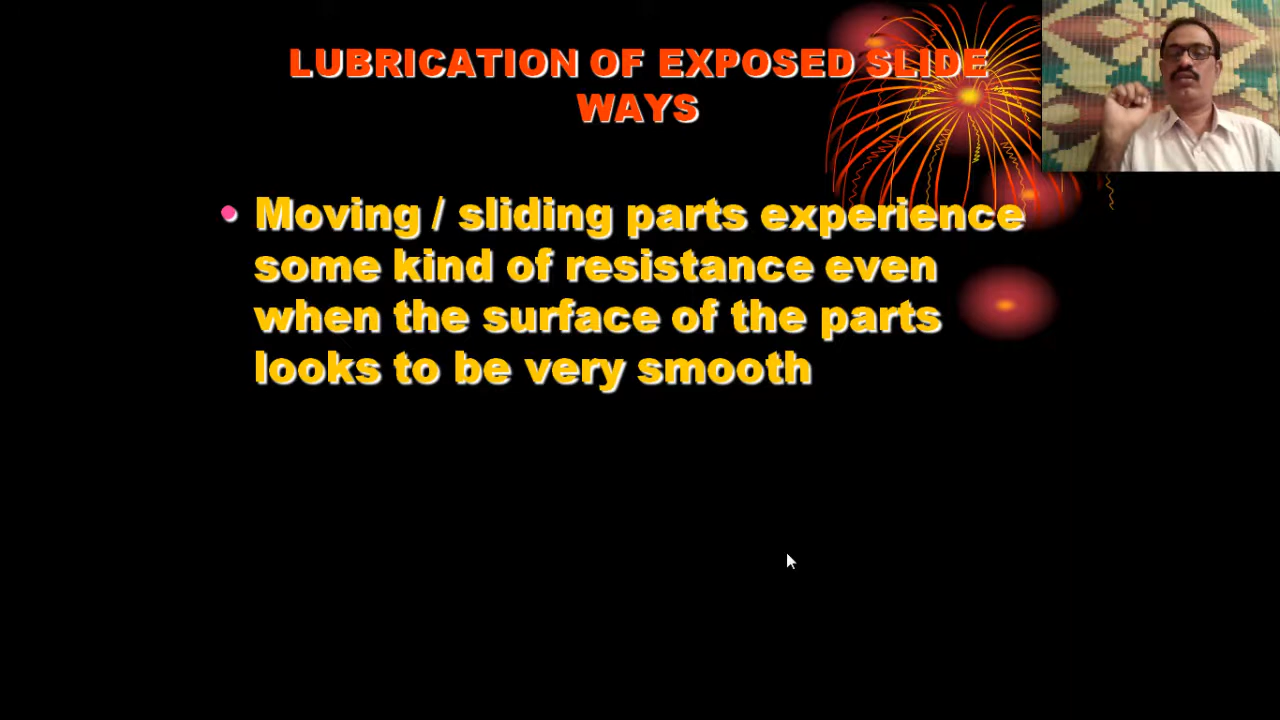 LUBRICATION OF EXPOSED SLIDE
WAYS
• Moving / sliding parts experience
some kind of resistance even
when the surface of the parts
looks to be very smooth